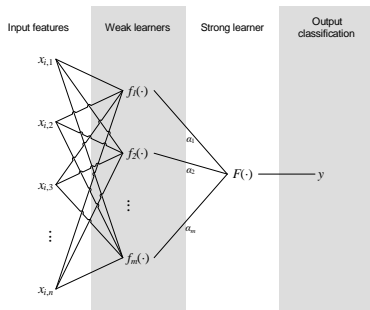 Input features
Weak learners
Strong learner
Output
classification
x_{i,1}
x_{i,2}
x_{i,3}
⋮
x_{i,n}
f_1(·)
f_2(·)
⋮
f_m(·)
α_1
α_2
α_m
F(·)
y